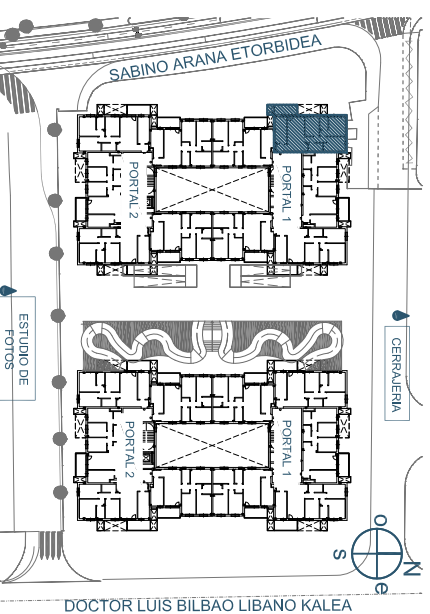 SABINO ARANA ETORBIDEA
PORTAL 2
PORTAL 1
ESTUDIO DE
FOTOS
CERRAJERIA
PORTAL 2
PORTAL 1
o
N
s
e
DOCTOR LUIS BILBAO LIBANO KALEA